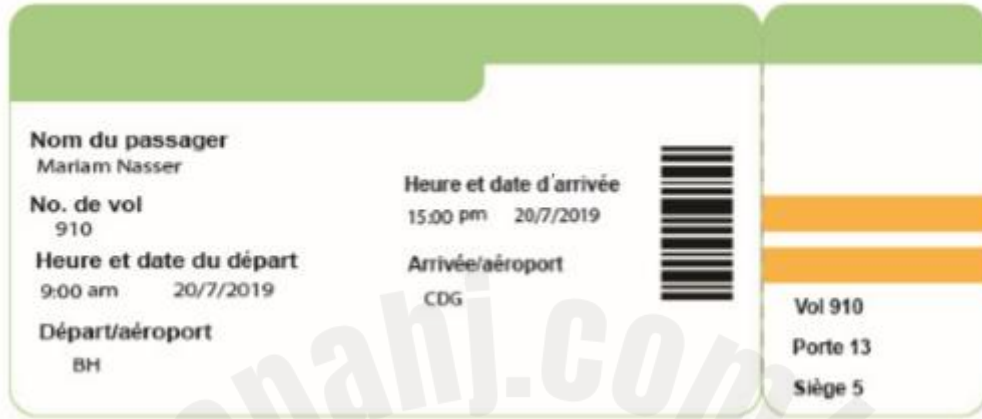 Nom du passager
Mariam Nasser
No. de vol
910
Heure et date du départ
9:00 am 20/7/2019
Départ/aéroport
BH
Heure et date d'arrivée
15:00 pm 20/7/2019
Arrivée/aéroport
CDG
Vol 910
Porte 13
Siège 5